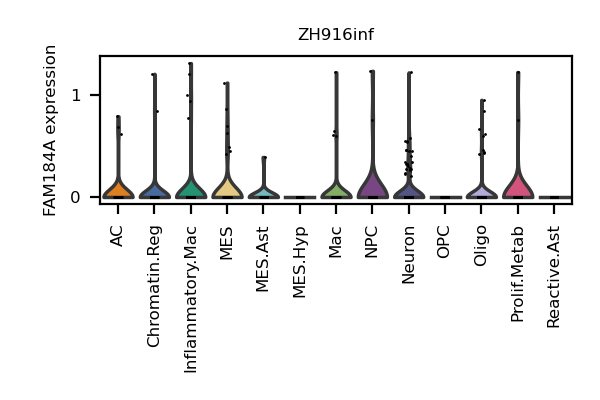 ZH916inf
FAM184A expression
1
0
AC
Chromatin.Reg
Inflammatory.Mac
MES
MES.Ast
MES.Hyp
Mac
NPC
Neuron
OPC
Oligo
Prolif.Metab
Reactive.Ast